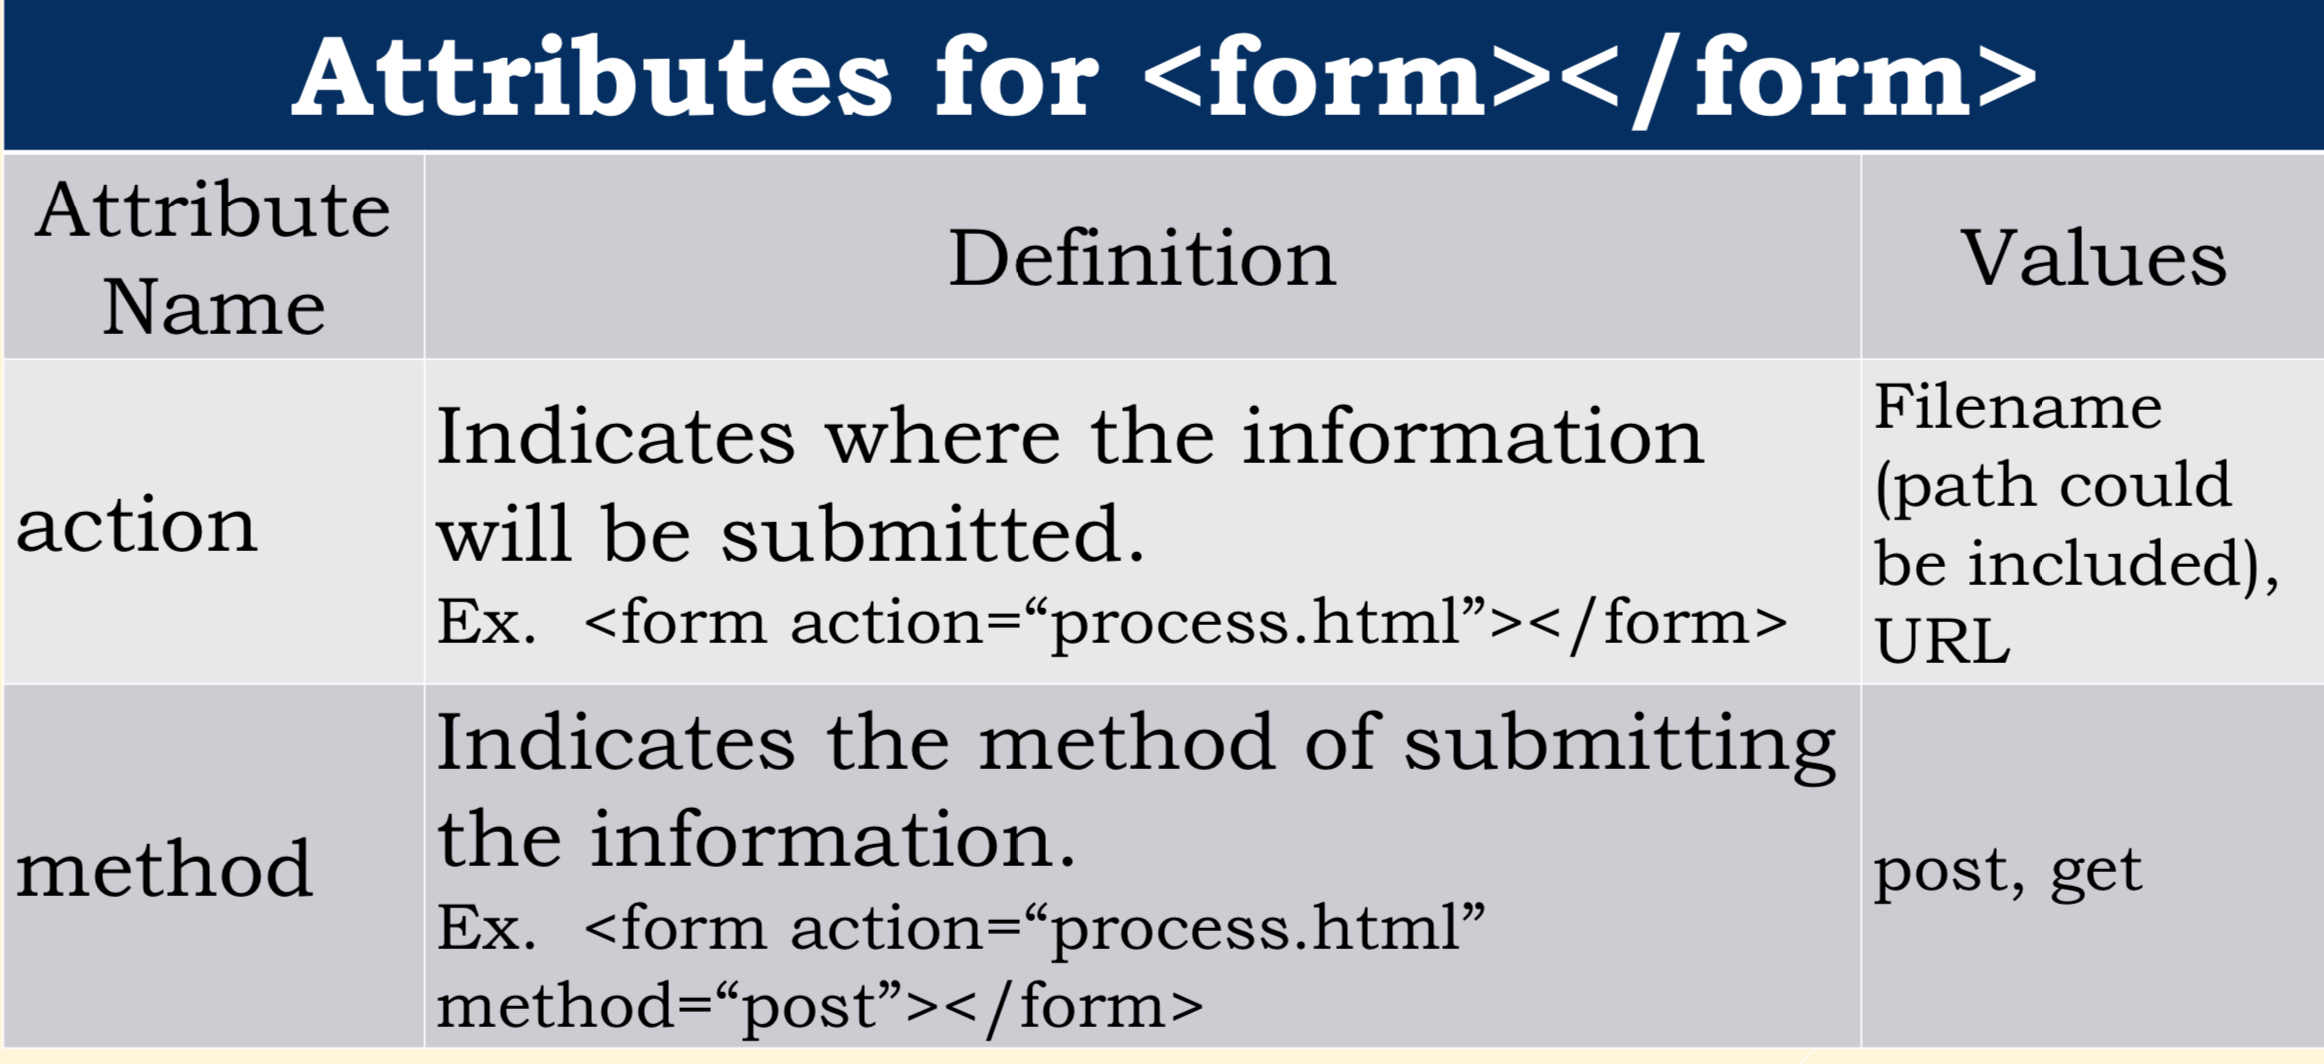 Attributes for <form></form>
Attribute
Name
Definition
Values
action
Indicates where the information
will be submitted.
Ex. <form action=“process.html”></form>
Filename
(path could
be included),
URL
method
Indicates the method of submitting
the information.
Ex. <form action=“process.html”
method=“post”></form>
post, get